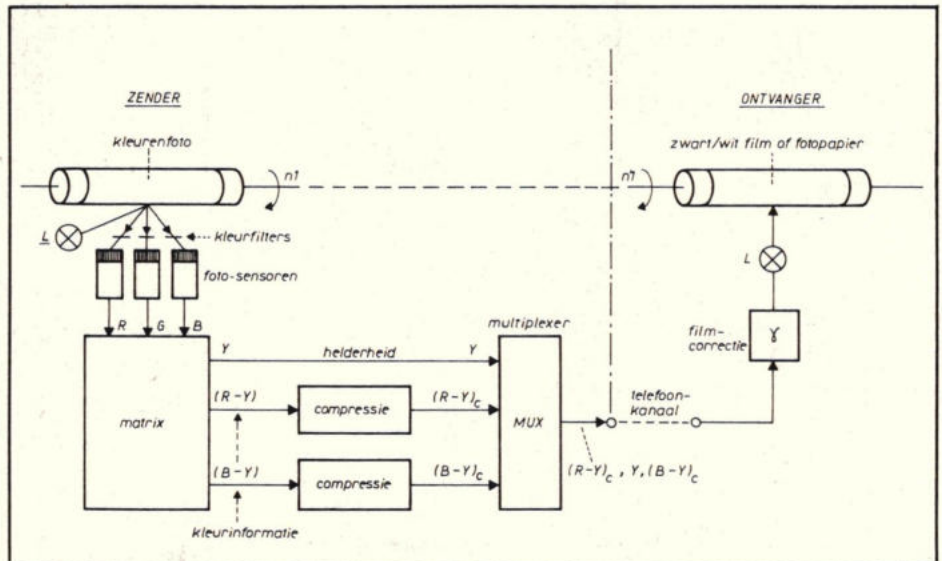 ZENDER
ONTVANGER
kleurenfoto
zwart/wit film of fotopapier
n1
n1
L
kleurfilters
foto-sensoren
L
R G B
film-
correctie
γ
multiplexer
Y helderheid Y
matrix
(R-Y)
compressie
(R-Y)c
MUX
telefoon-
kanaal
(B-Y)
compressie
(B-Y)c
(R-Y)c , Y, (B-Y)c
kleurinformatie